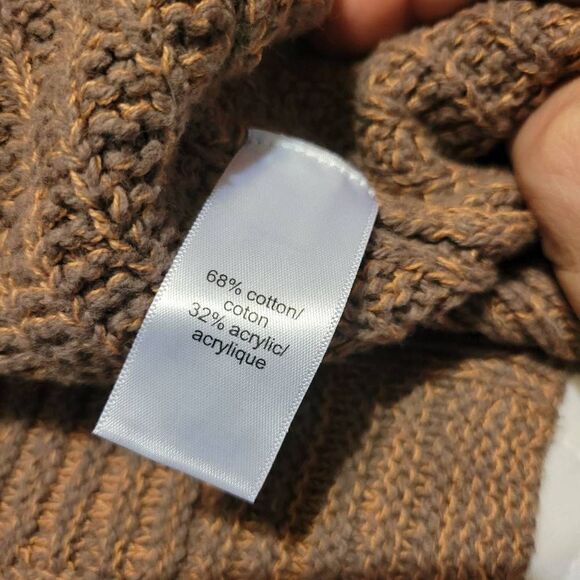 68% cotton/
coton
32% acrylic/
acrylique